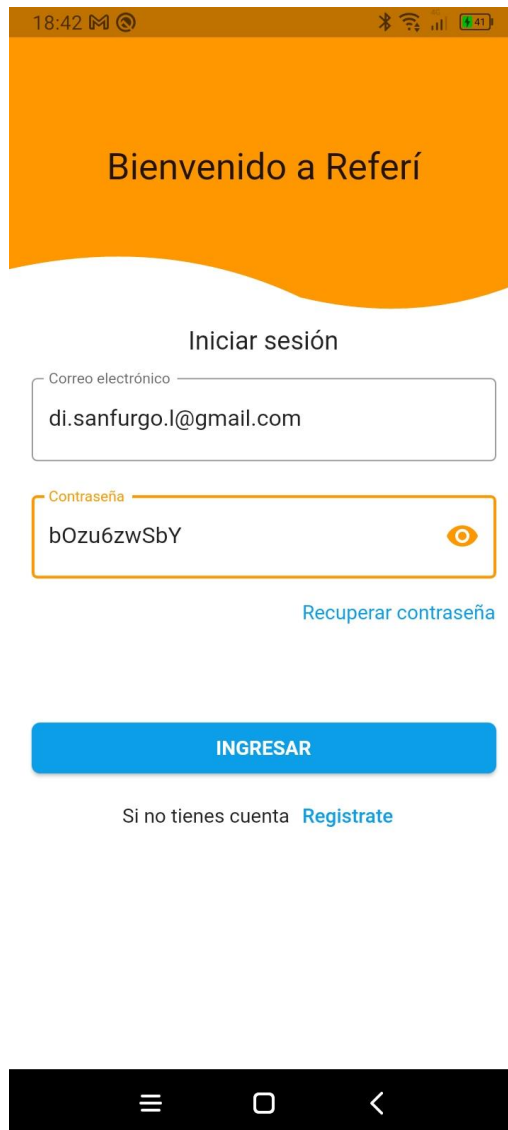 18:42
41
Bienvenido a Referí
Iniciar sesión
Correo electrónico
di.sanfurgo.l@gmail.com
Contraseña
bOzu6zwSbY
Recuperar contraseña
INGRESAR
Si no tienes cuenta Registrate